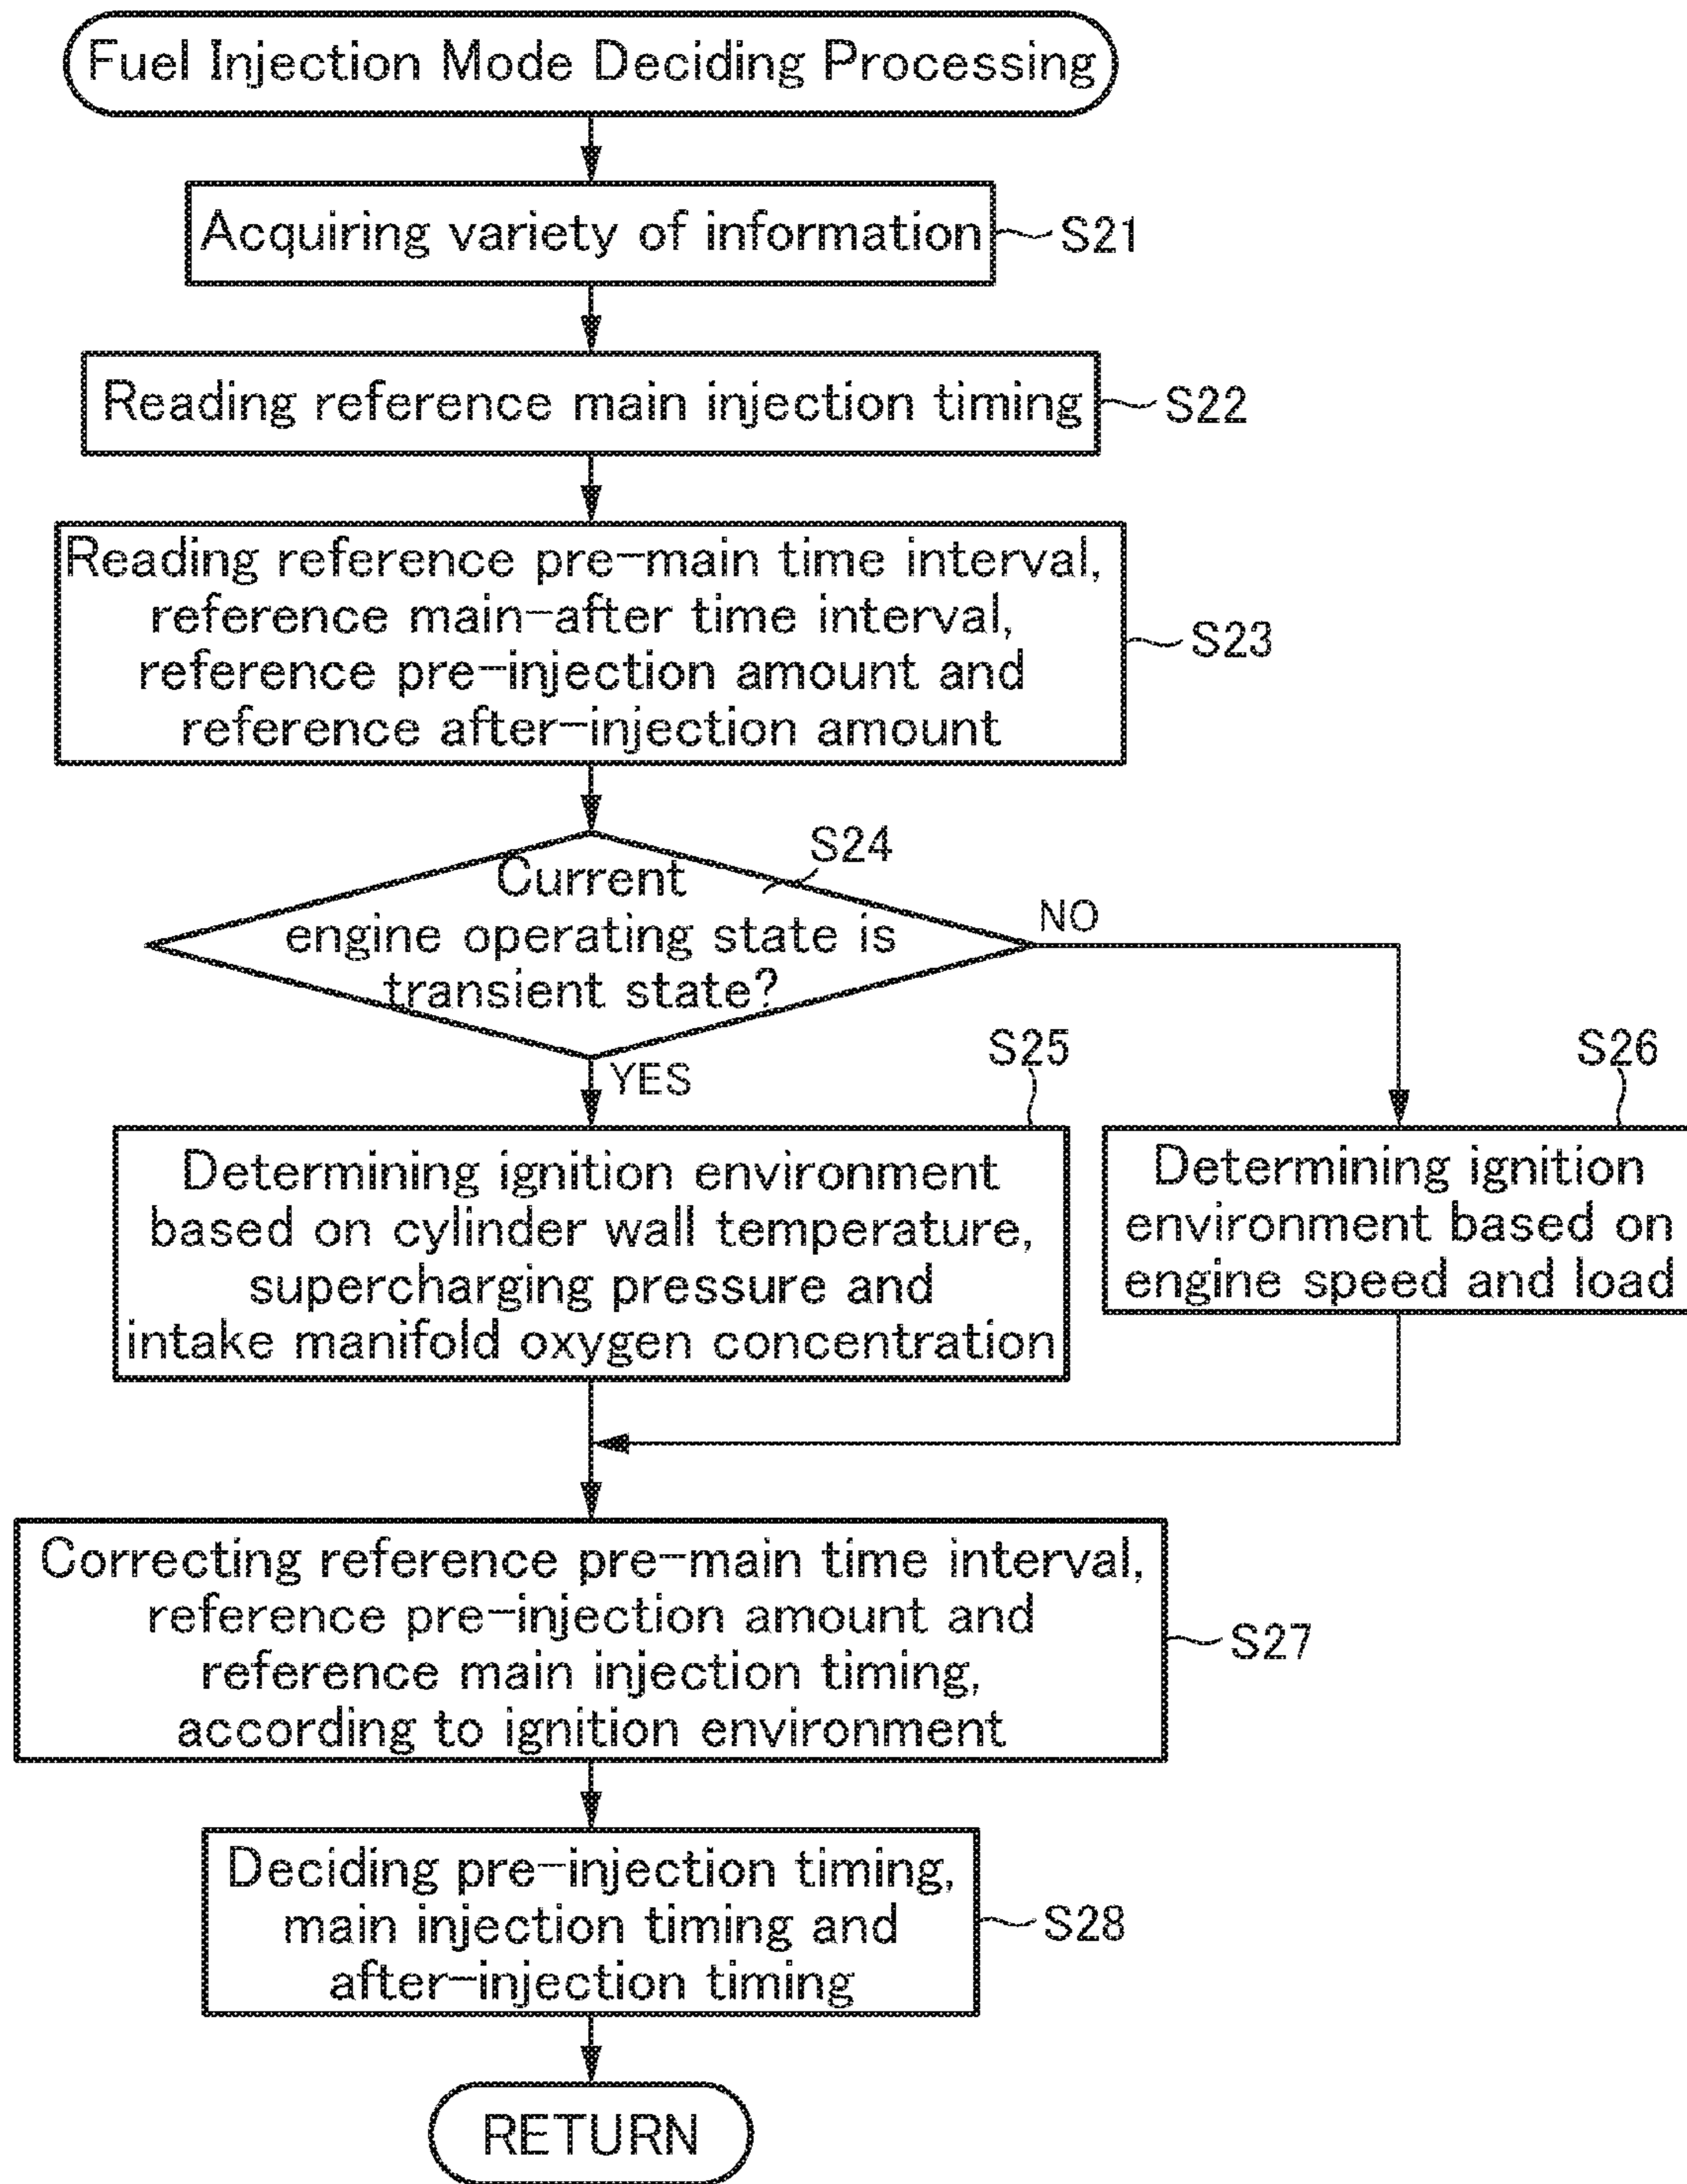 Fuel Injection Mode Deciding Processing
Acquiring variety of information
S21
Reading reference main injection timing
S22
Reading reference pre-main time interval,
reference main-after time interval,
reference pre-injection amount and
reference after-injection amount
S23
S24
Current
engine operating state is
transient state?
NO
YES
S25
Determining ignition environment
based on cylinder wall temperature,
supercharging pressure and
intake manifold oxygen concentration
S26
Determining ignition
environment based on
engine speed and load
Correcting reference pre-main time interval,
reference pre-injection amount and
reference main injection timing,
according to ignition environment
S27
Deciding pre-injection timing,
main injection timing and
after-injection timing
S28
RETURN